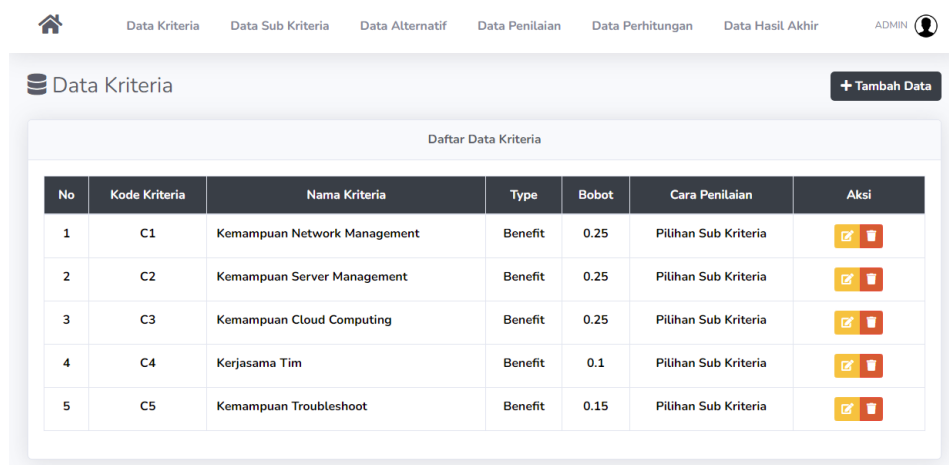 Data Kriteria Data Sub Kriteria Data Alternatif Data Penilaian Data Perhitungan Data Hasil Akhir ADMIN
Data Kriteria + Tambah Data
Daftar Data Kriteria
No Kode Kriteria Nama Kriteria Type Bobot Cara Penilaian Aksi
1 C1 Kemampuan Network Management Benefit 0.25 Pilihan Sub Kriteria
2 C2 Kemampuan Server Management Benefit 0.25 Pilihan Sub Kriteria
3 C3 Kemampuan Cloud Computing Benefit 0.25 Pilihan Sub Kriteria
4 C4 Kerjasama Tim Benefit 0.1 Pilihan Sub Kriteria
5 C5 Kemampuan Troubleshoot Benefit 0.15 Pilihan Sub Kriteria